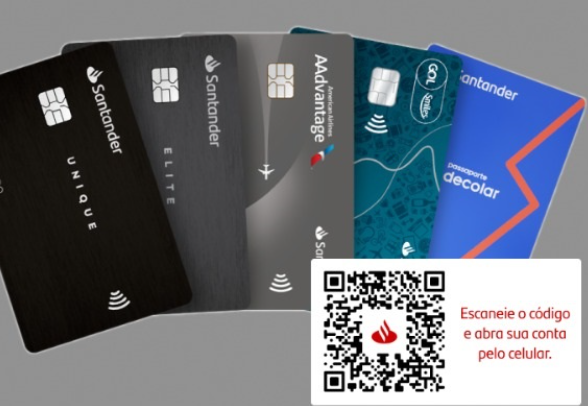 Santander
UNIQUE
Santander
ELITE
American Airlines
AAdvantage
GOL
Smiles
Santander
passaporte
decolar
Escaneie o código
e abra sua conta
pelo celular.